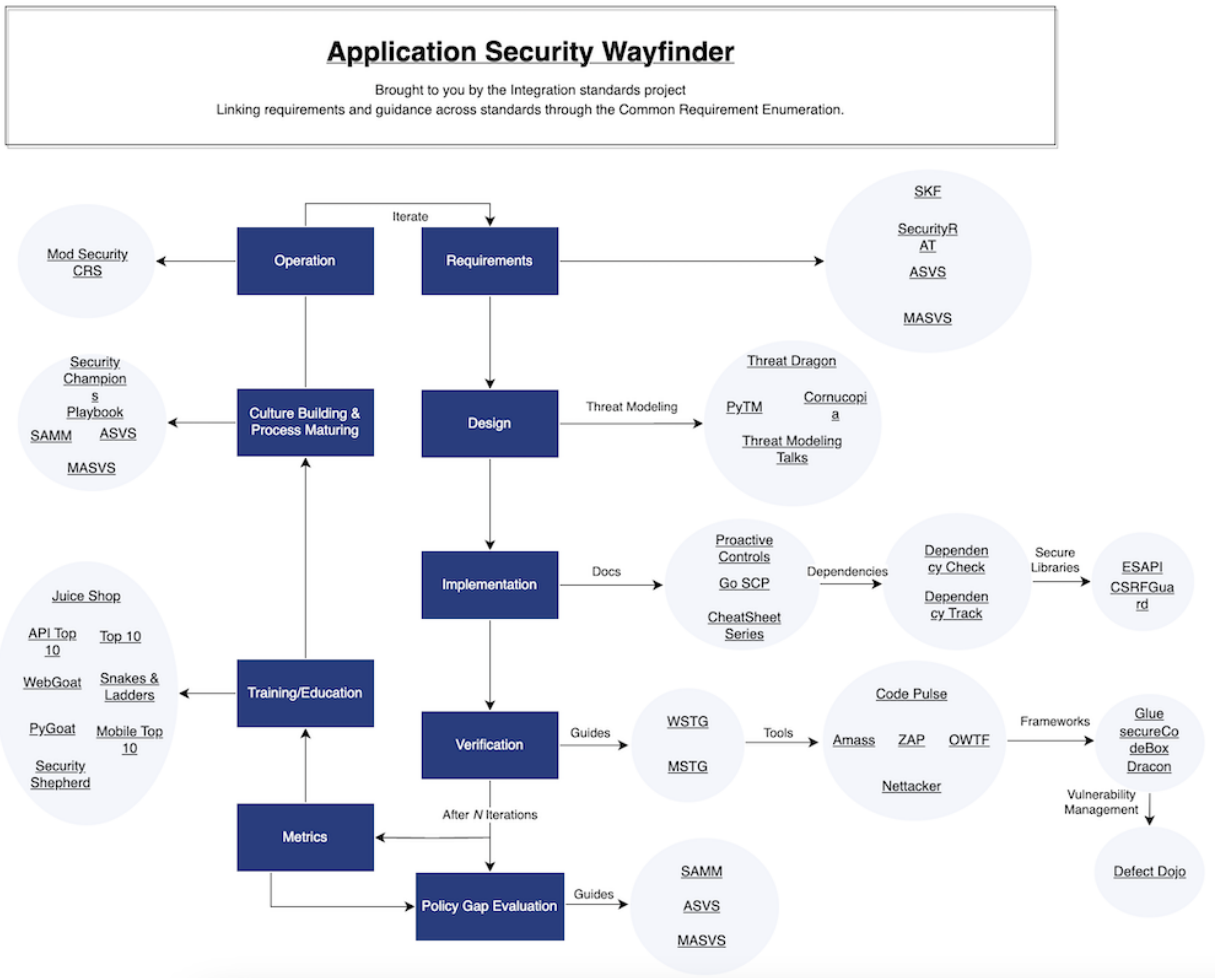 Application Security Wayfinder
Brought to you by the Integration standards project
Linking requirements and guidance across standards through the Common Requirement Enumeration.
Iterate
Mod Security
CRS
Operation
Requirements
SKF
SecurityR
AT
ASVS
MASVS
Security
Champion
s
Playbook
SAMM
ASVS
MASVS
Culture Building &
Process Maturing
Design
Threat Modeling
Threat Dragon
PyTM
Cornucopi
a
Threat Modeling
Talks
Implementation
Docs
Proactive
Controls
Go SCP
CheatSheet
Series
Dependencies
Dependen
cy Check
Dependen
cy Track
Secure
Libraries
ESAPI
CSRFGua
rd
Juice Shop
API Top
10
Top 10
WebGoat
Snakes &
Ladders
PyGoat
Mobile Top
10
Security
Shepherd
Training/Education
Verification
Guides
WSTG
MSTG
Tools
Code Pulse
Amass
ZAP
OWTF
Nettacker
Frameworks
Glue
secureCo
deBox
Dracon
Vulnerability
Management
Defect Dojo
After N Iterations
Metrics
Policy Gap Evaluation
Guides
SAMM
ASVS
MASVS